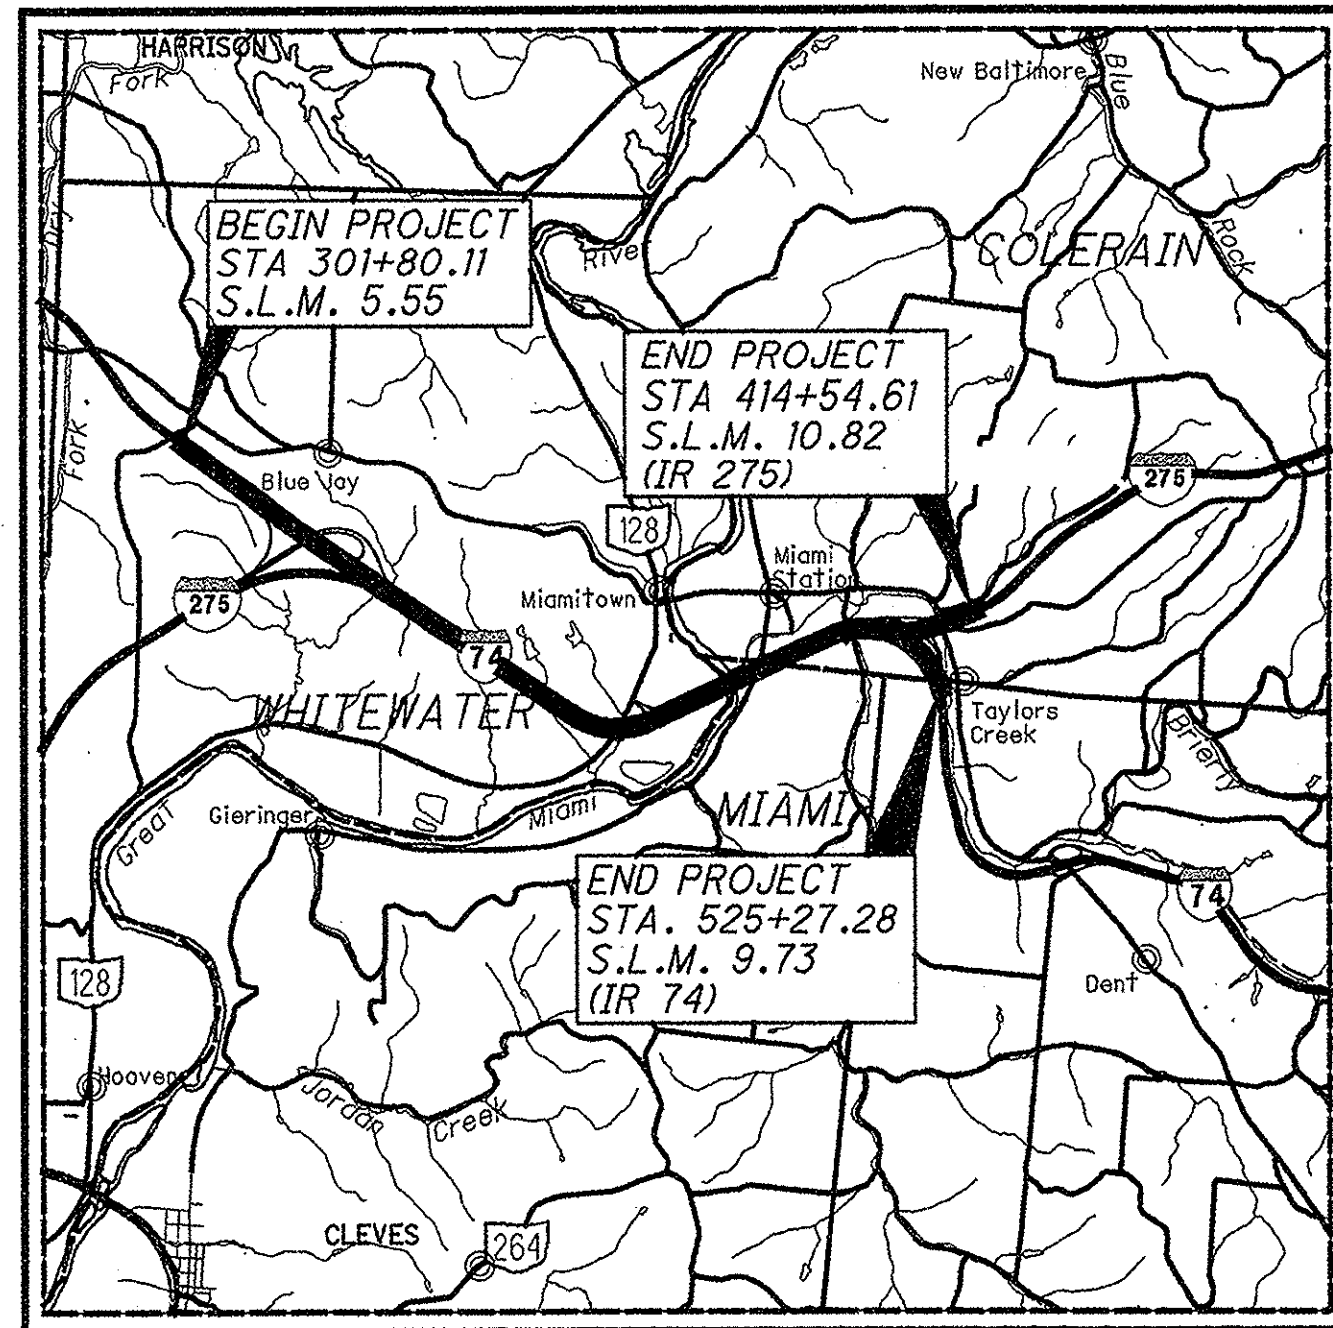 HARRISON
Fork
New Baltimore
Blue
Dry
BEGIN PROJECT
STA 301+80.11
S.L.M. 5.55
Rive
COLERAIN
Rock
END PROJECT
STA 414+54.61
S.L.M. 10.82
(IR 275)
Fork
Blue Jay
275
128
Miami
Station
275
Miamitown
74
WHITEWATER
Taylors
Creek
Brierly
Great
Gieringer
Miami
MIAMI
END PROJECT
STA. 525+27.28
S.L.M. 9.73
(IR 74)
74
128
Dent
Hooven
Jordan
Creek
CLEVES
264